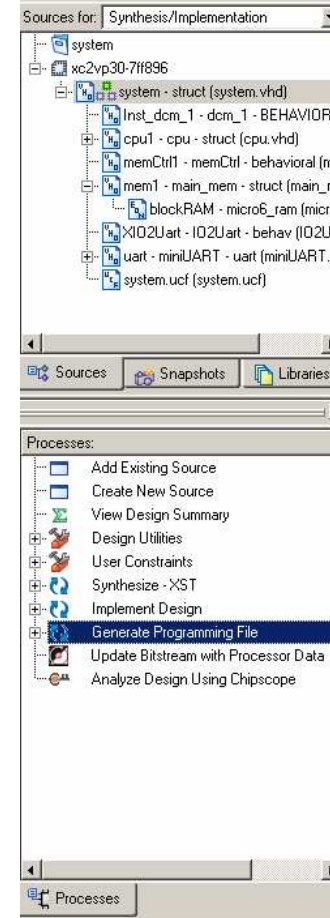 Sources for: Synthesis/Implementation
system
xc2vp30-7ff896
system - struct (system.vhd)
Inst_dcm_1 - dcm_1 - BEHAVIOR
cpu1 - cpu - struct (cpu.vhd)
memCtrl1 - memCtrl - behavioral (m
mem1 - main_mem - struct (main_m
blockRAM - micro6_ram (micr
XIO2Uart - IO2Uart - behav (IO2U
uart - miniUART - uart (miniUART.
system.ucf (system.ucf)
Sources Snapshots Libraries
Processes:
Add Existing Source
Create New Source
View Design Summary
Design Utilities
User Constraints
Synthesize - XST
Implement Design
Generate Programming File
Update Bitstream with Processor Data
Analyze Design Using Chipscope
Processes